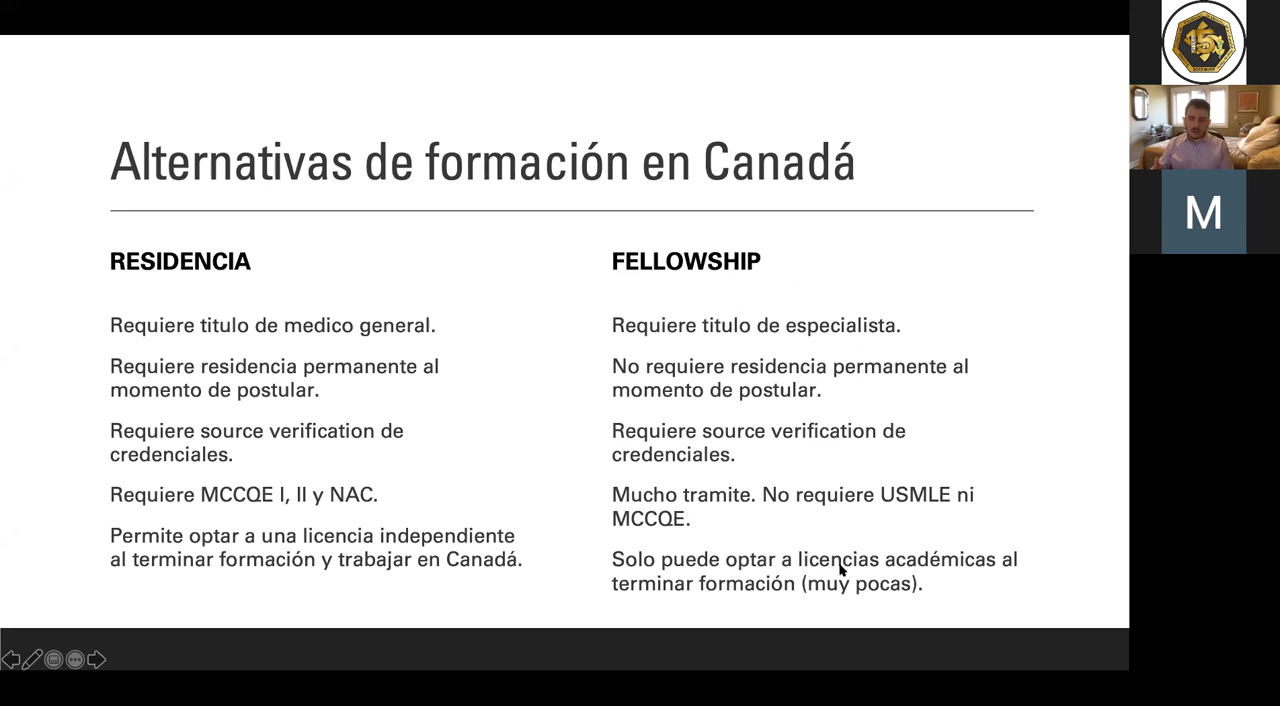 Alternativas de formación en Canadá
RESIDENCIA
Requiere titulo de medico general.
Requiere residencia permanente al
momento de postular.
Requiere source verification de
credenciales.
Requiere MCCQE I, II y NAC.
Permite optar a una licencia independiente
al terminar formación y trabajar en Canadá.
FELLOWSHIP
Requiere titulo de especialista.
No requiere residencia permanente al
momento de postular.
Requiere source verification de
credenciales.
Mucho tramite. No requiere USMLE ni
MCCQE.
Solo puede optar a licencias académicas al
terminar formación (muy pocas).
15
M